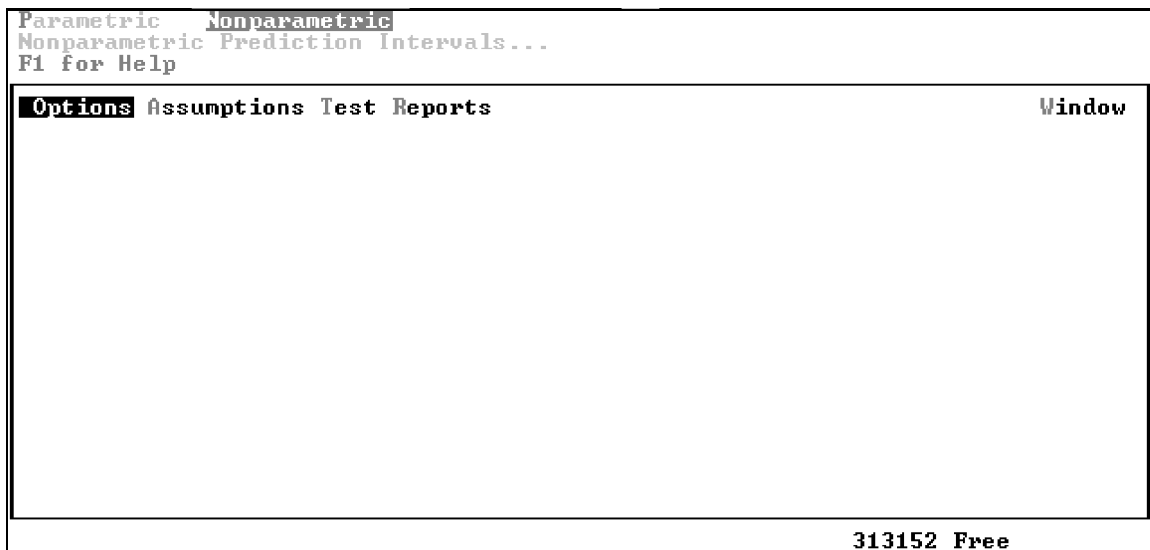 Parametric Nonparametric
Nonparametric Prediction Intervals...
F1 for Help
Options Assumptions Test Reports Window
313152 Free